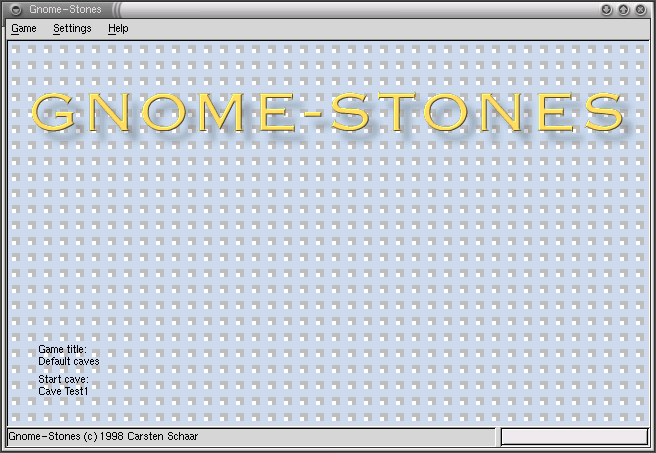 Gnome-Stones
Game Settings Help
GNOME-STONES
Game title:
Default caves
Start cave:
Cave Test1
Gnome-Stones (c) 1998 Carsten Schaar